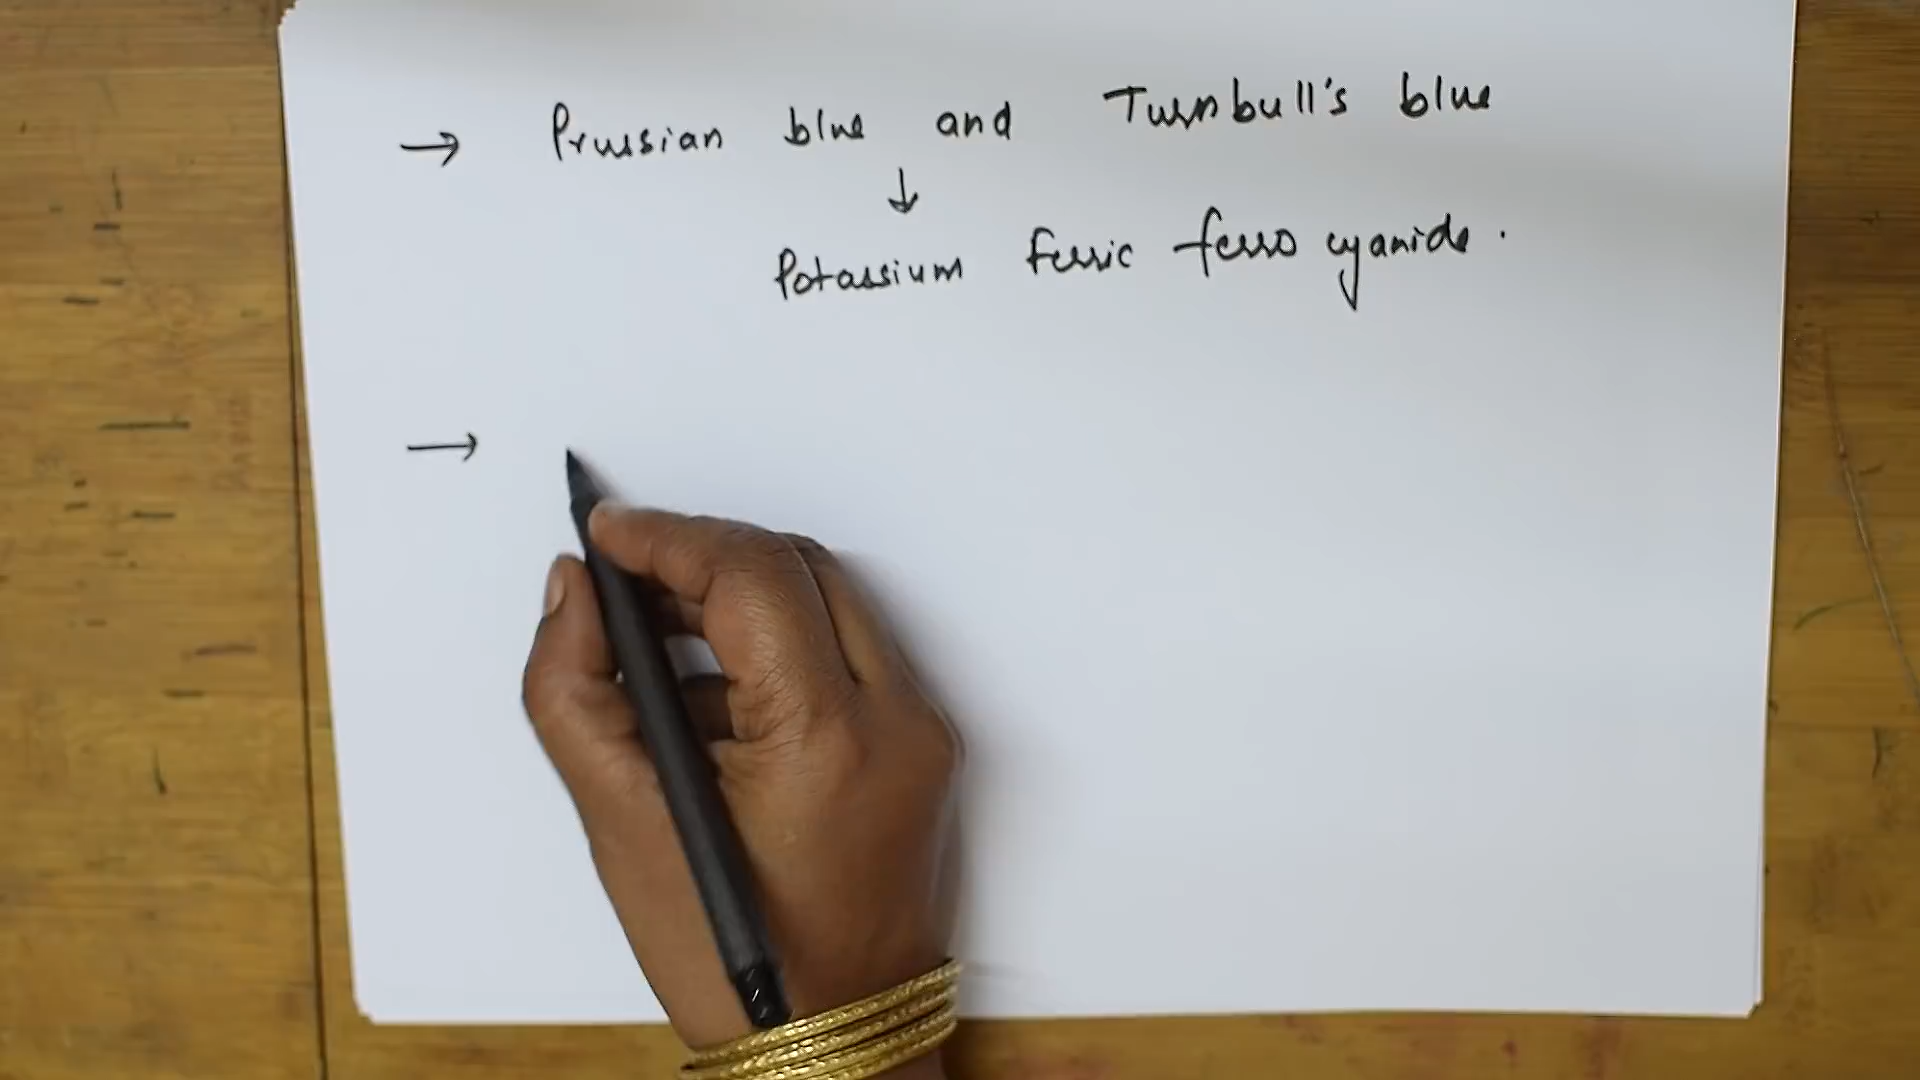 → Prussian blue and Turnbull's blue
↓
Potassium ferric ferro cyanide.
→